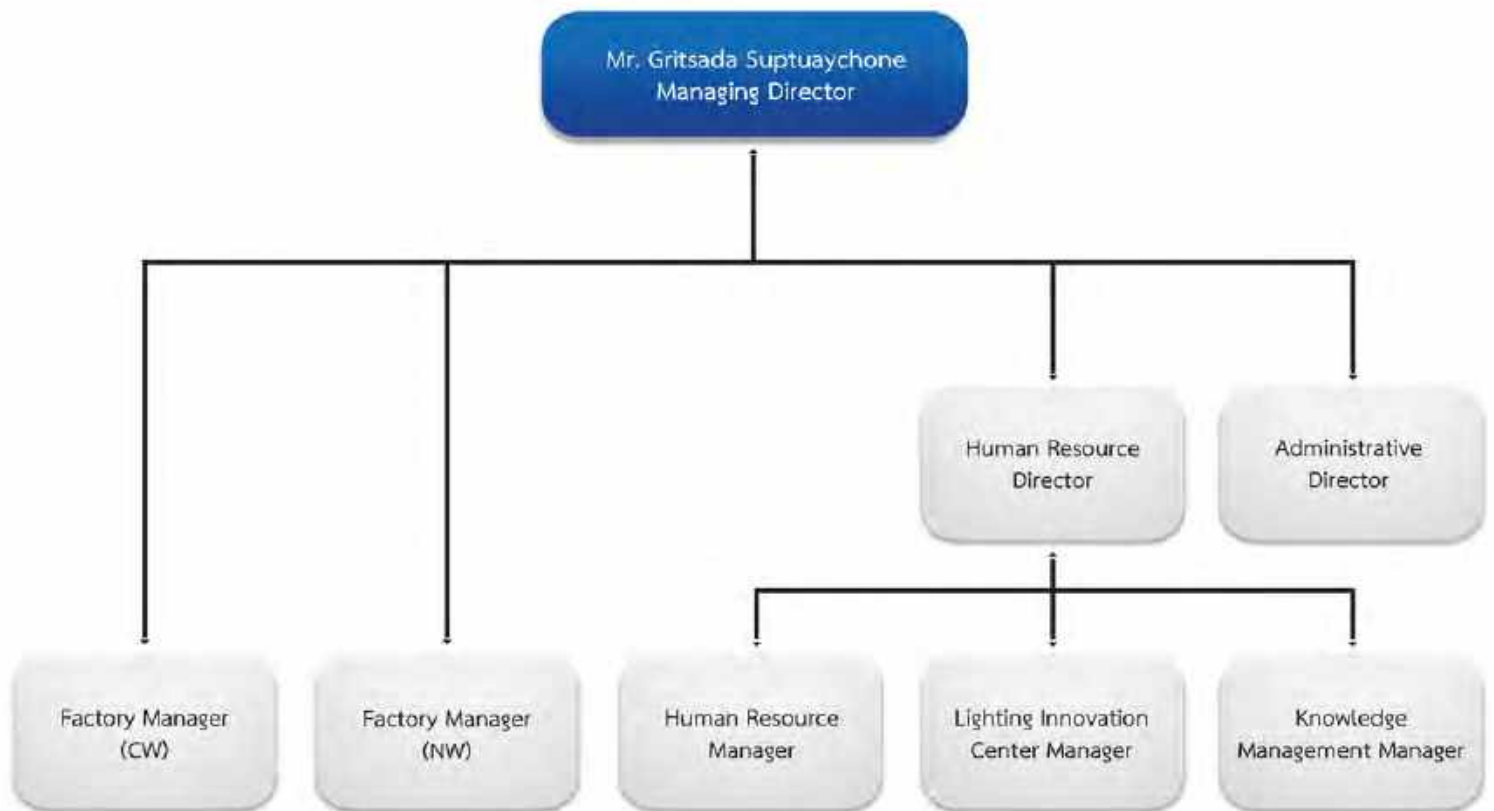 Mr. Gritsada Suptuaychone
Managing Director
Human Resource
Director
Administrative
Director
Factory Manager
(CW)
Factory Manager
(NW)
Human Resource
Manager
Lighting Innovation
Center Manager
Knowledge
Management Manager